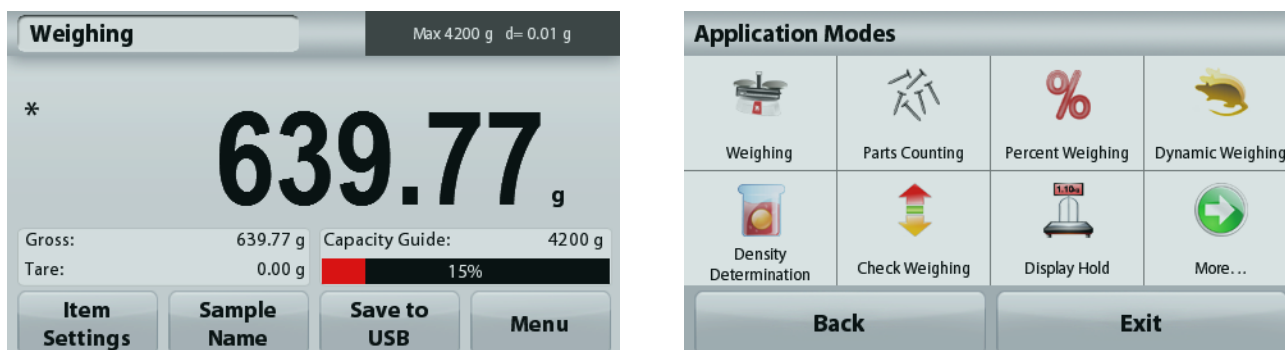 Weighing
Max 4200 g d= 0.01 g
*
639.77 g
Gross: 639.77 g
Tare: 0.00 g
Capacity Guide: 4200 g
15%
Item
Settings
Sample
Name
Save to
USB
Menu
Application Modes
Weighing
Parts Counting
Percent Weighing
Dynamic Weighing
1.10kg
Density
Determination
Check Weighing
Display Hold
More...
Back
Exit